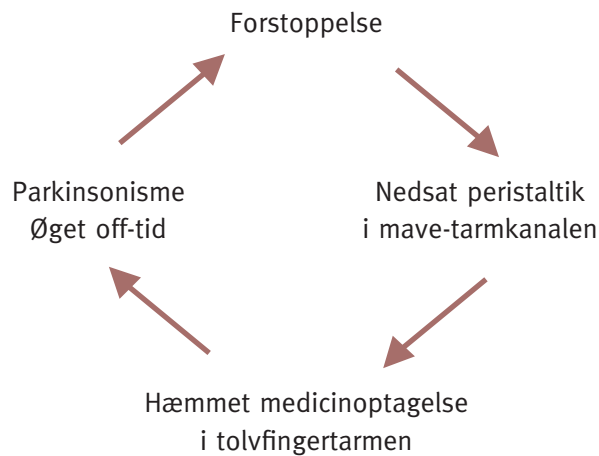 Forstoppelse
Nedsat peristaltik
i mave-tarmkanalen
Hæmmet medicinoptagelse
i tolvfingertarmen
Parkinsonisme
Øget off-tid